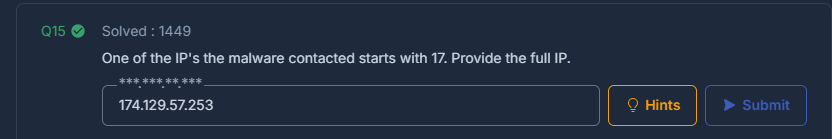 Q15 Solved : 1449
One of the IP's the malware contacted starts with 17. Provide the full IP.
***.***.**.***
174.129.57.253 Hints Submit